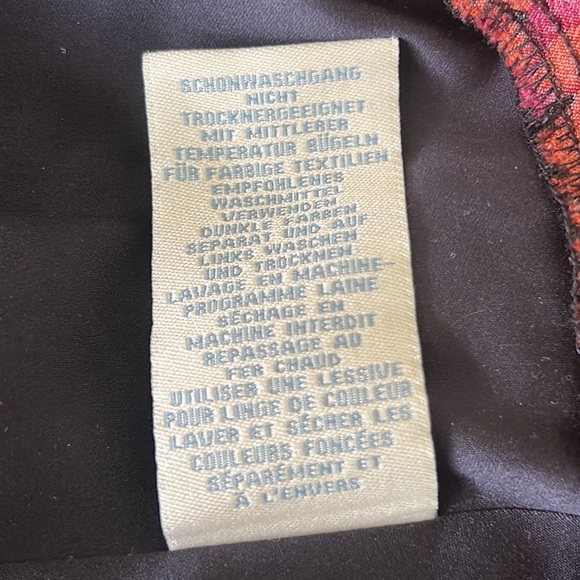 SCHONWASCHGANG
NICHT
TROCKNERGEEIGNET
MIT MITTLERER
TEMPERATUR BÜGELN
FÜR FARBIGE TEXTILIEN
EMPFOHLENES
WASCHMITTEL
VERWENDEN
DUNKLE FARBEN
SEPARAT UND AUF
LINKS WASCHEN
UND TROCKNEN
LAVAGE EN MACHINE-
PROGRAMME LAINE
SÉCHAGE EN
MACHINE INTERDIT
REPASSAGE AU
FER CHAUD
UTILISER UNE LESSIVE
POUR LINGE DE COULEUR
LAVER ET SÉCHER LES
COULEURS FONCÉES
SÉPARÉMENT ET
À L'ENVERS